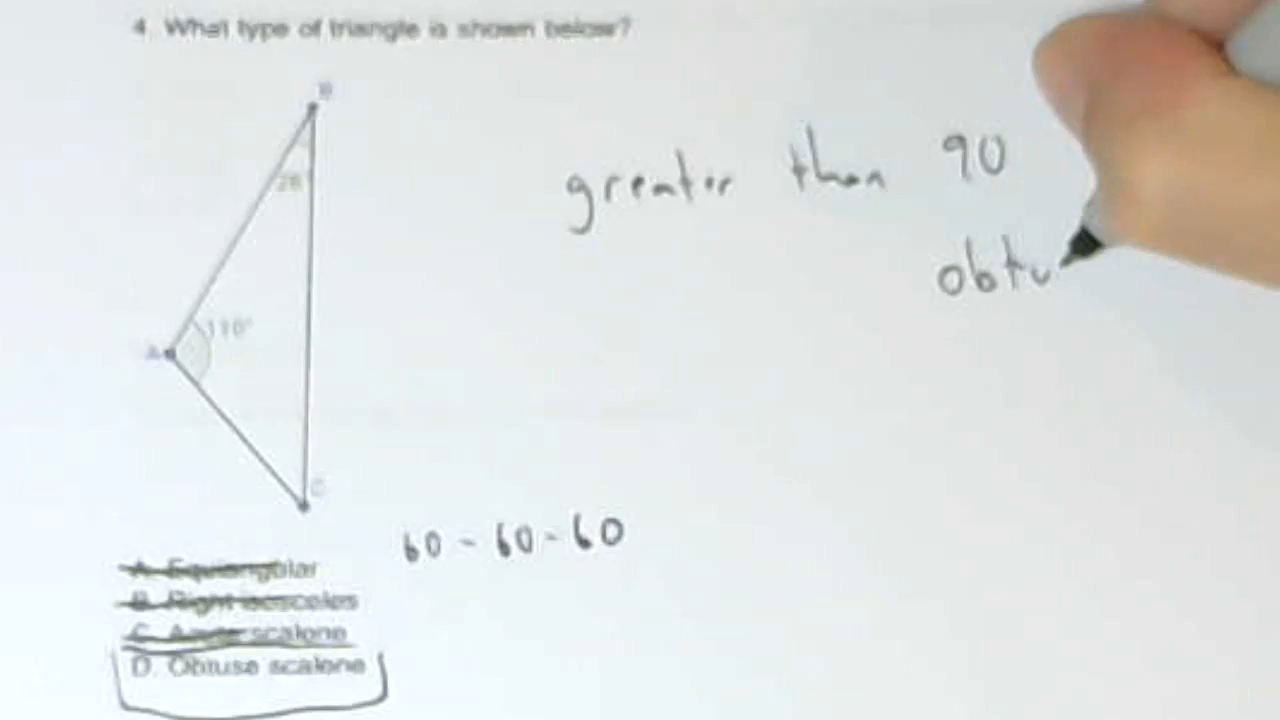 4. What type of triangle is shown below?
B
greater than 90
28
obtu
110°
A
C
60 - 60 - 60
A. Equiangular
B. Right isosceles
C. Acute scalene
D. Obtuse scalene